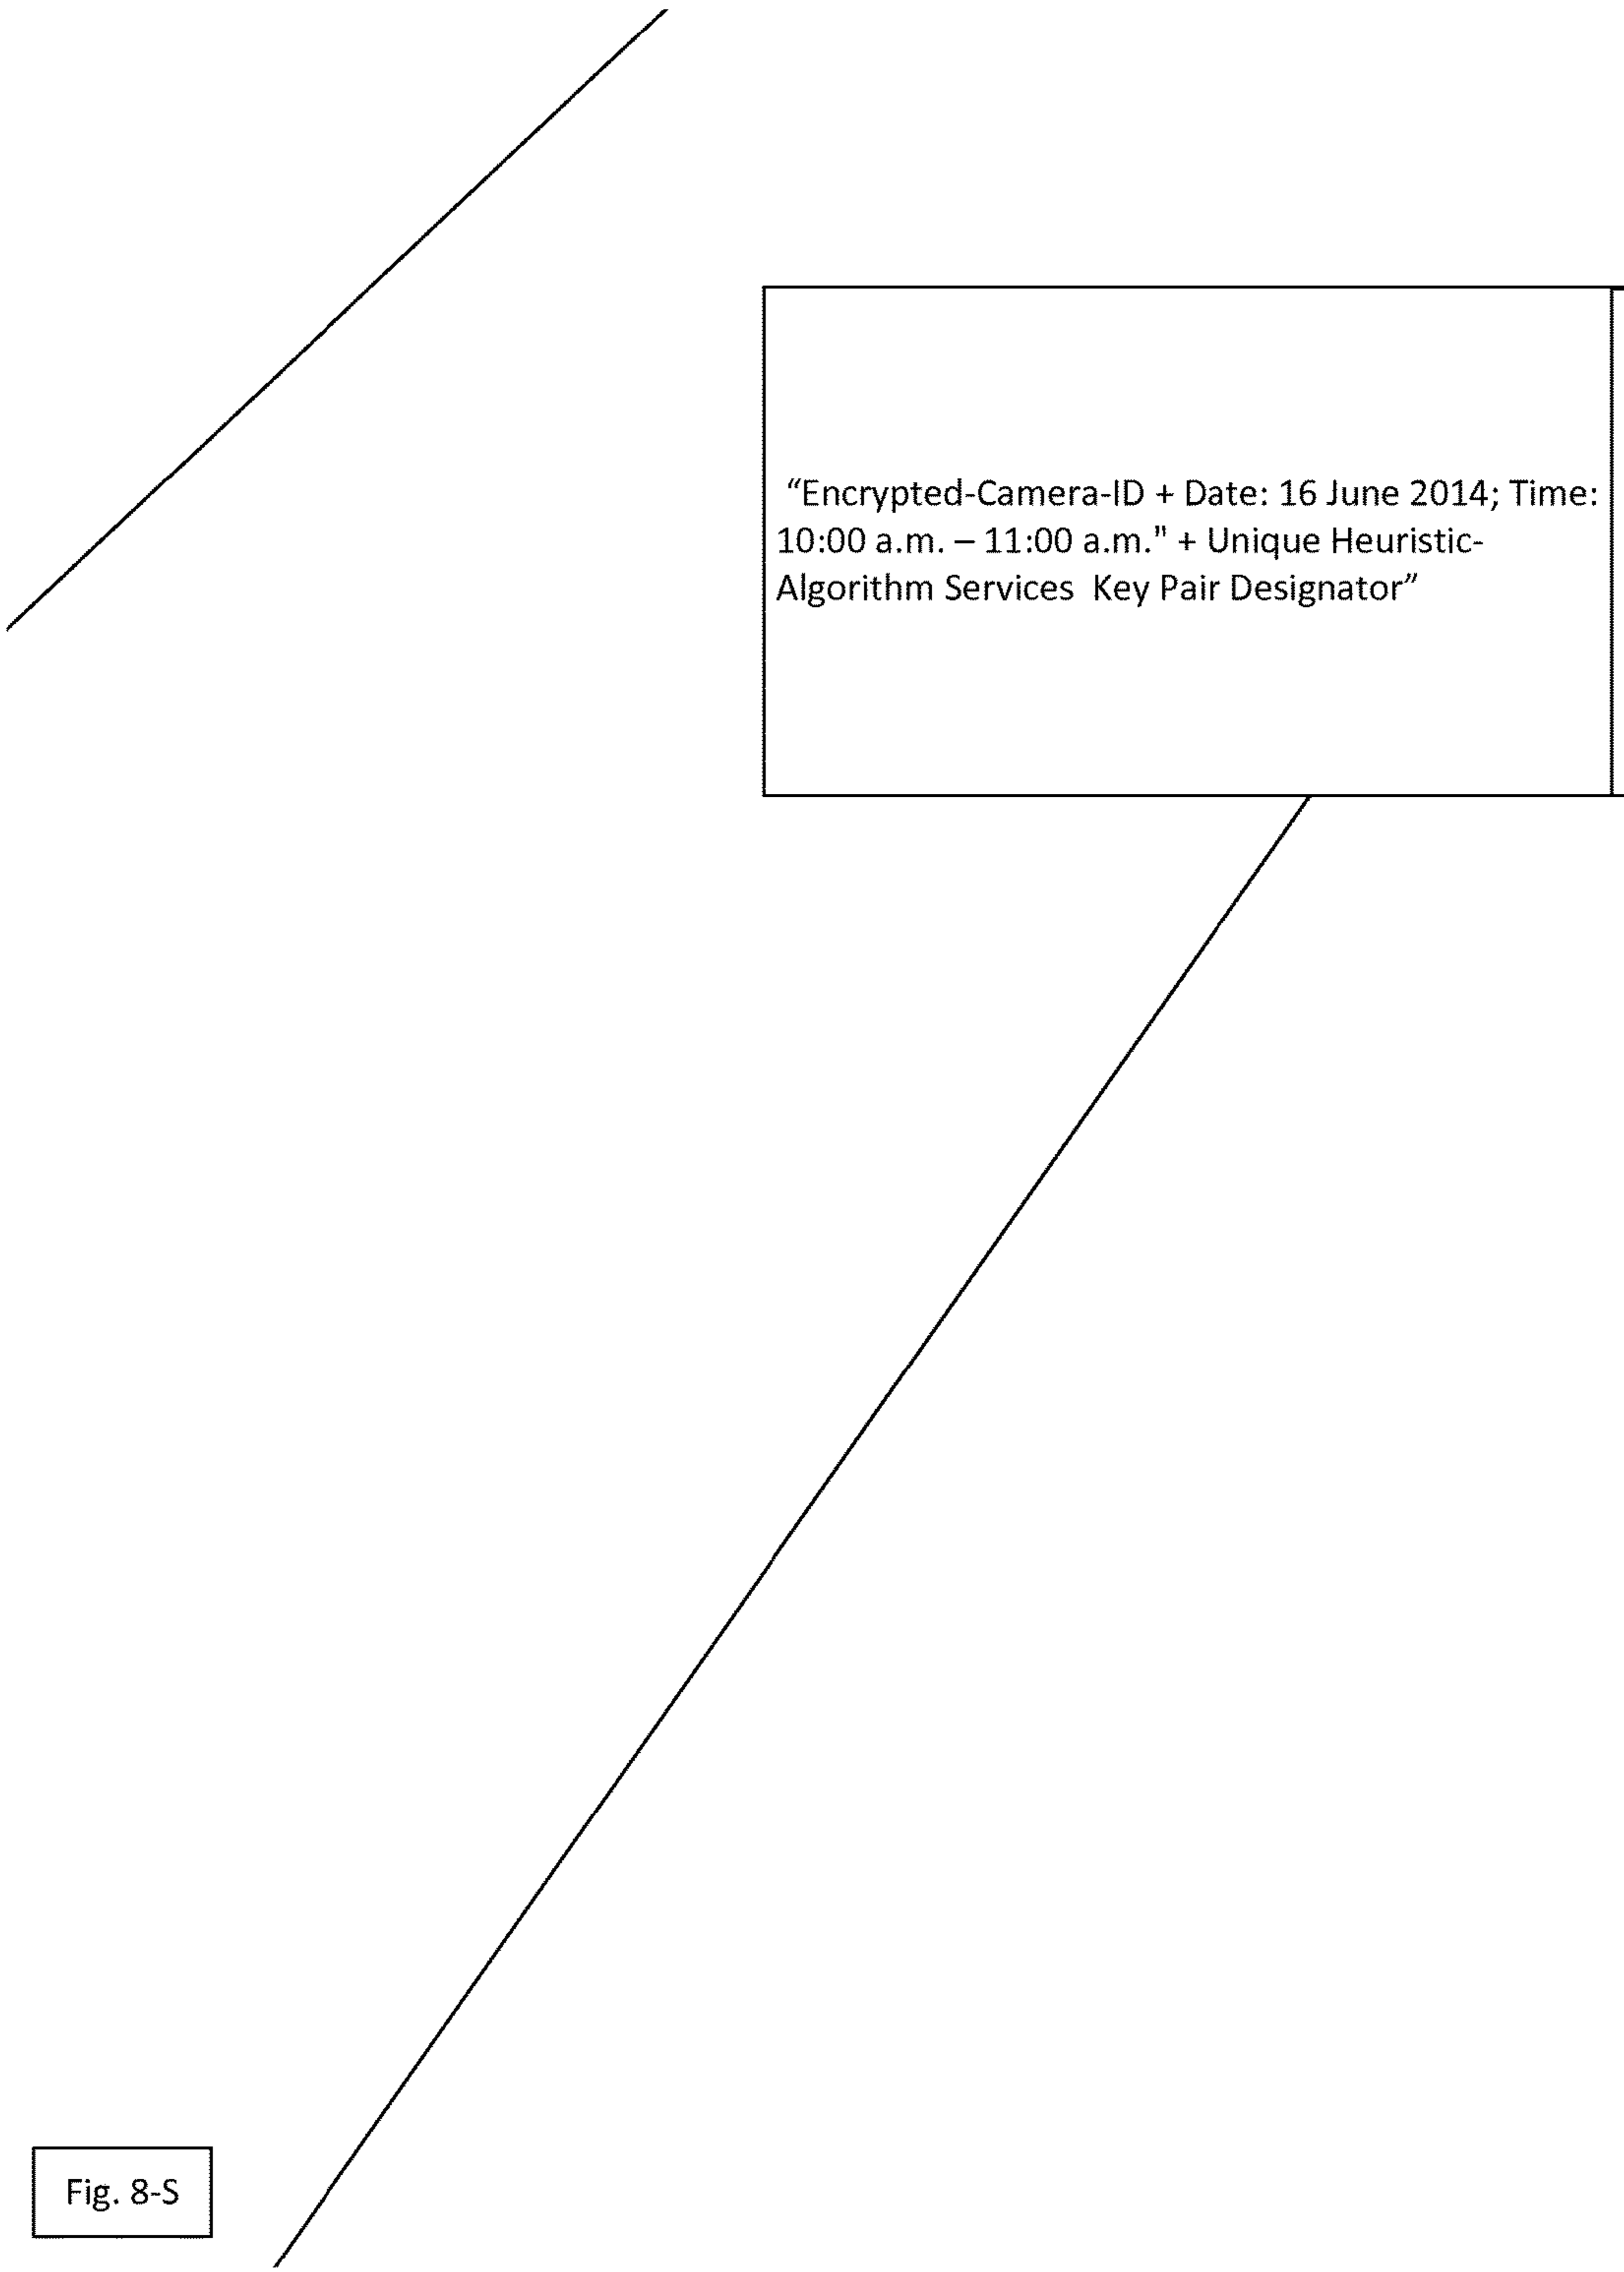 “Encrypted-Camera-ID + Date: 16 June 2014; Time:
10:00 a.m. – 11:00 a.m." + Unique Heuristic-
Algorithm Services  Key Pair Designator”
Fig. 8-S